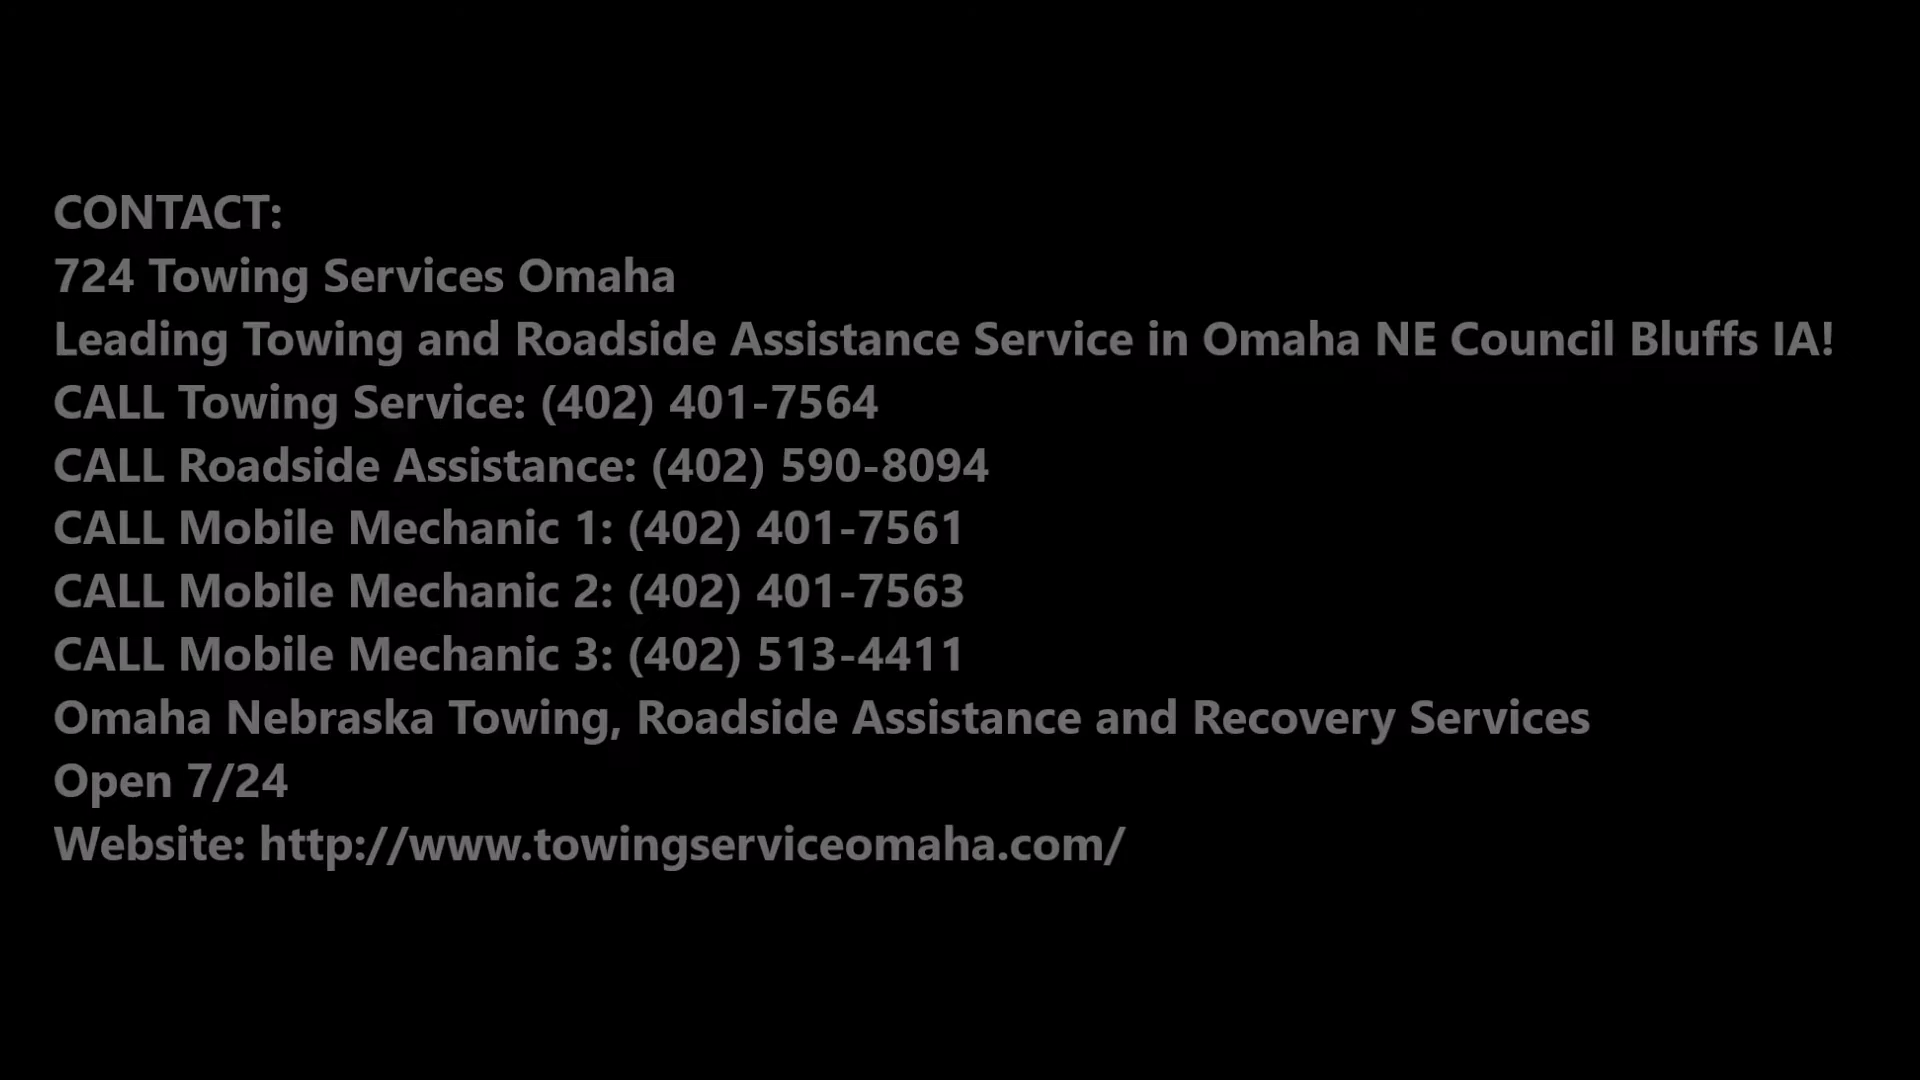 CONTACT:
724 Towing Services Omaha
Leading Towing and Roadside Assistance Service in Omaha NE Council Bluffs IA!
CALL Towing Service: (402) 401-7564
CALL Roadside Assistance: (402) 590-8094
CALL Mobile Mechanic 1: (402) 401-7561
CALL Mobile Mechanic 2: (402) 401-7563
CALL Mobile Mechanic 3: (402) 513-4411
Omaha Nebraska Towing, Roadside Assistance and Recovery Services
Open 7/24
Website: http://www.towingserviceomaha.com/